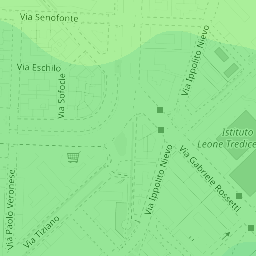 Via Senofonte
Via Ippolito Nievo
Via Eschilo
Via Sofocle
Istituto
Leone Tredice
Via Ippolito Nievo
Via Gabriele Rossetti
Via Paolo Veronese
Via Tiziano